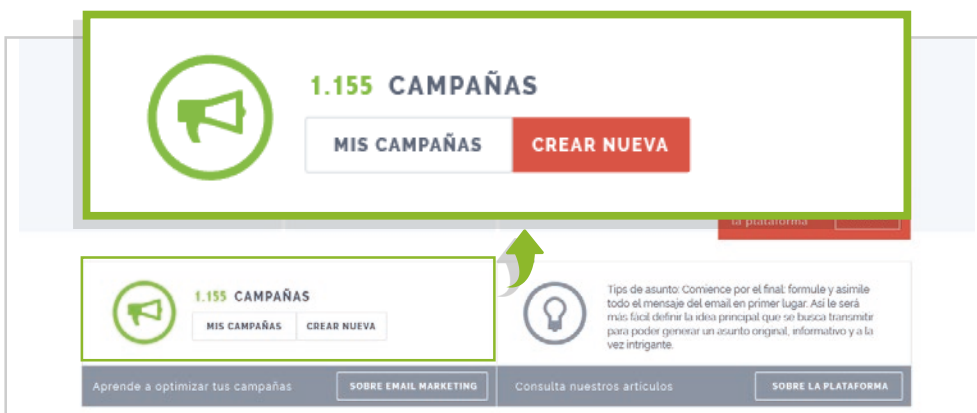 1.155 CAMPAÑAS
MIS CAMPAÑAS CREAR NUEVA
la plataforma
1.155 CAMPAÑAS
MIS CAMPAÑAS CREAR NUEVA
Tips de asunto: Comience por el final: formule y asimile
todo el mensaje del email en primer lugar. Así le será
más fácil definir la idea principal que se busca transmitir
para poder generar un asunto original, informativo y a la
vez intrigante.
Aprende a optimizar tus campañas SOBRE EMAIL MARKETING
Consulta nuestros artículos SOBRE LA PLATAFORMA